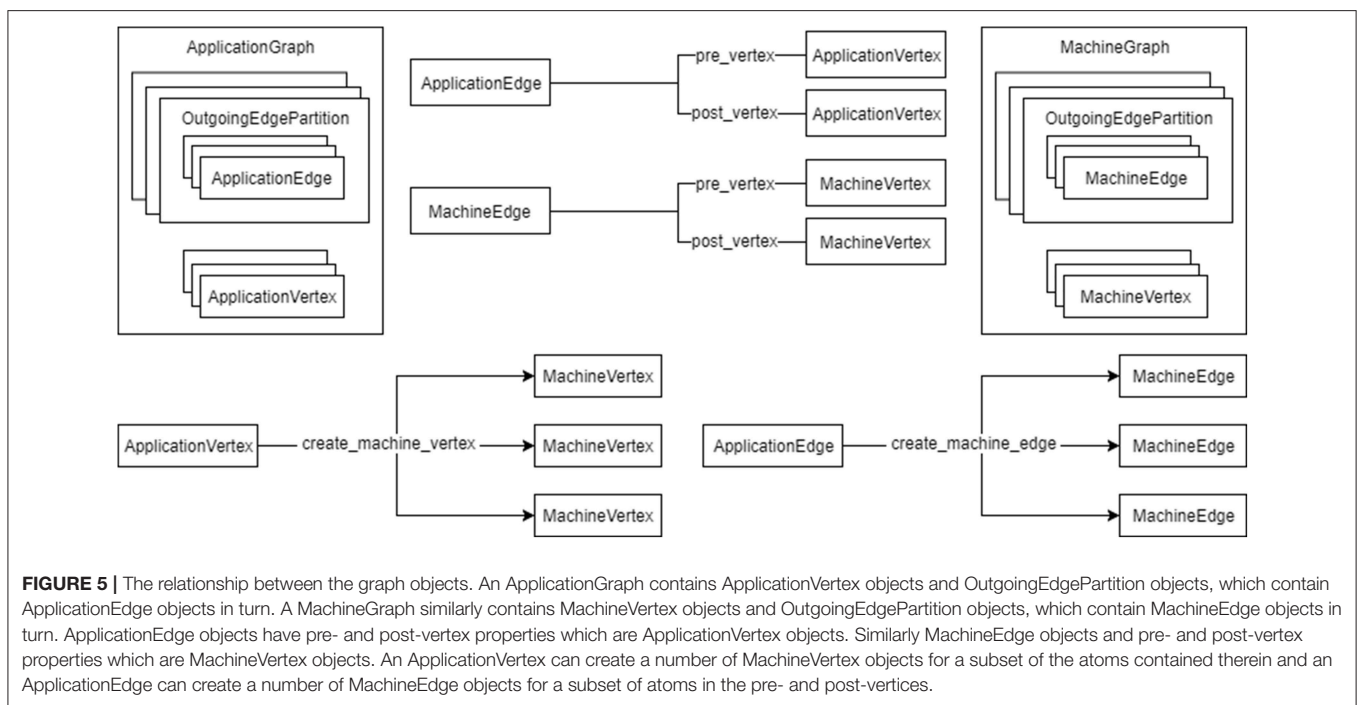 ApplicationGraph
OutgoingEdgePartition
ApplicationEdge
ApplicationVertex
ApplicationEdge
pre_vertex
ApplicationVertex
post_vertex
ApplicationVertex
MachineEdge
pre_vertex
MachineVertex
post_vertex
MachineVertex
MachineGraph
OutgoingEdgePartition
MachineEdge
MachineVertex
ApplicationVertex
create_machine_vertex
MachineVertex
MachineVertex
MachineVertex
ApplicationEdge
create_machine_edge
MachineEdge
MachineEdge
MachineEdge
FIGURE 5 | The relationship between the graph objects. An ApplicationGraph contains ApplicationVertex objects and OutgoingEdgePartition objects, which contain
ApplicationEdge objects in turn. A MachineGraph similarly contains MachineVertex objects and OutgoingEdgePartition objects, which contain MachineEdge objects in
turn. ApplicationEdge objects have pre- and post-vertex properties which are ApplicationVertex objects. Similarly MachineEdge objects and pre- and post-vertex
properties which are MachineVertex objects. An ApplicationVertex can create a number of MachineVertex objects for a subset of the atoms contained therein and an
ApplicationEdge can create a number of MachineEdge objects for a subset of atoms in the pre- and post-vertices.